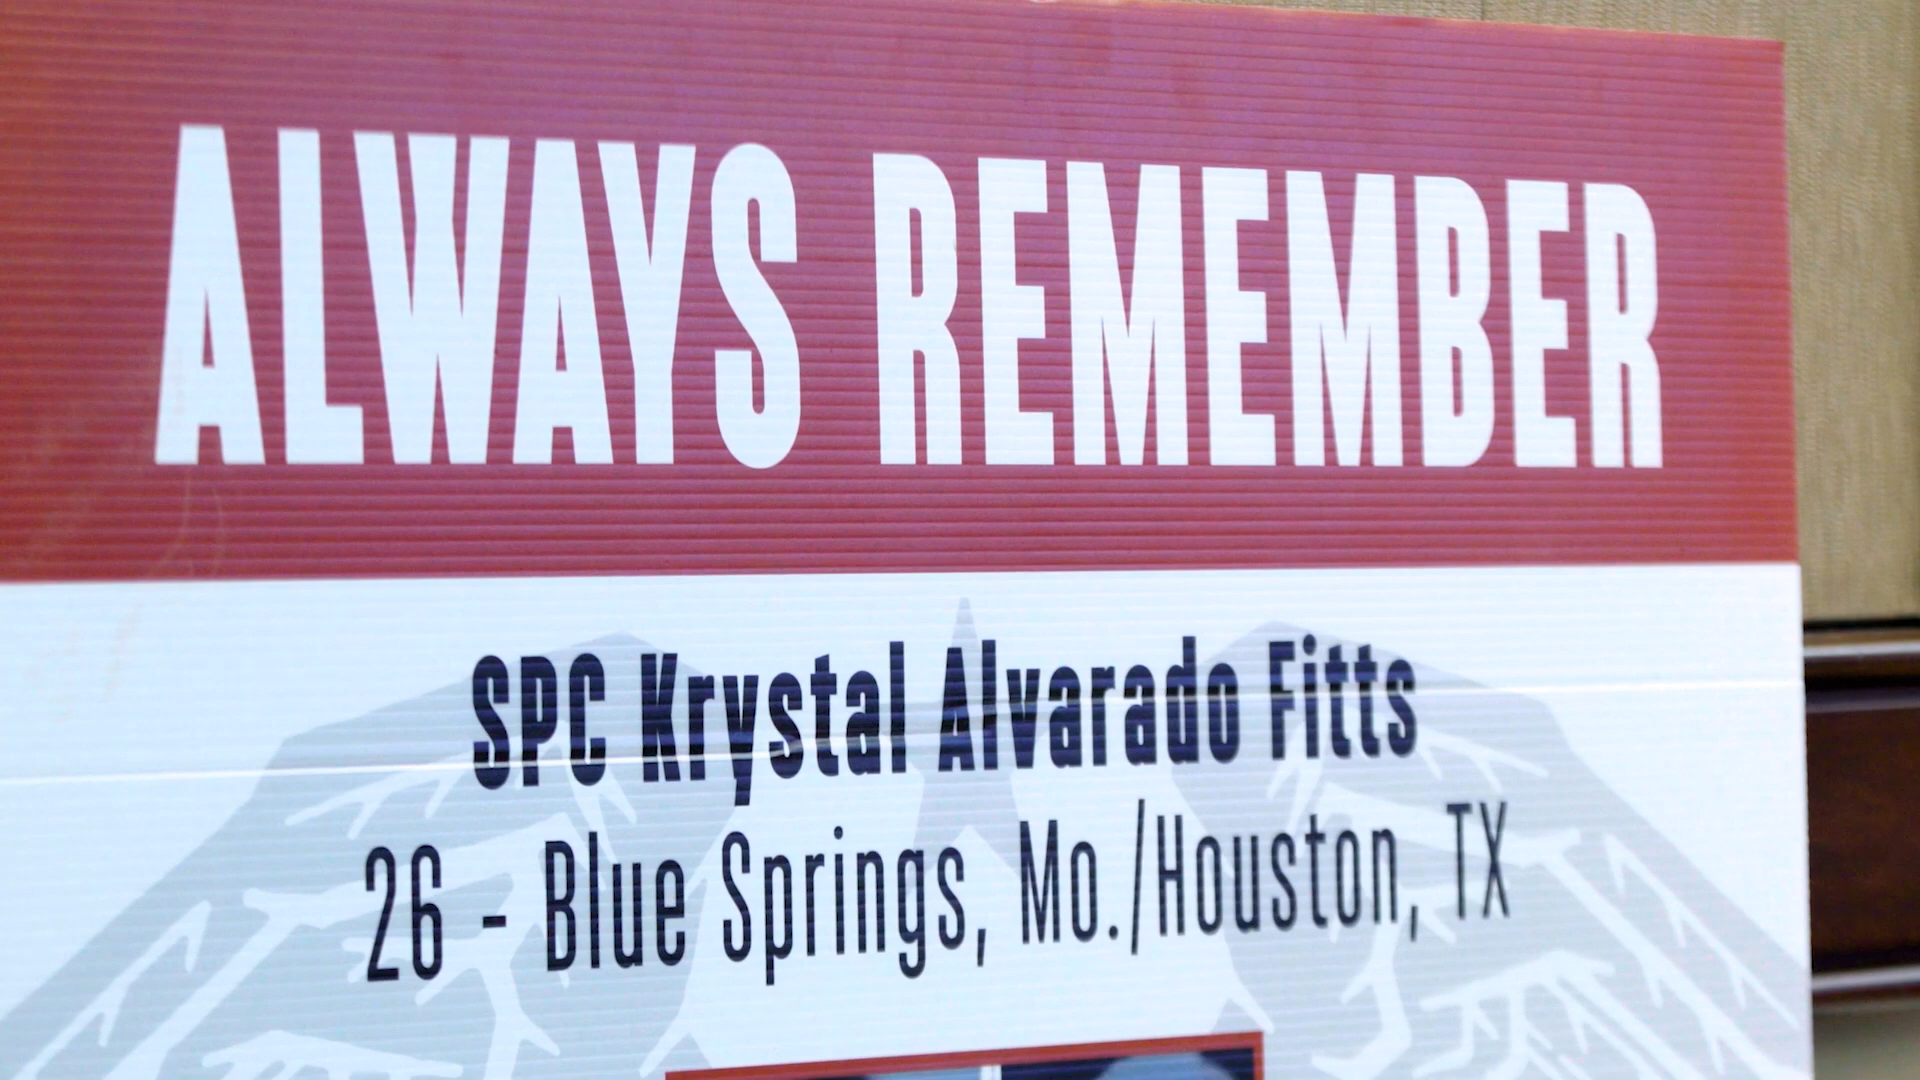 ALWAYS REMEMBER
SPC Krystal Alvarado Fitts
26 - Blue Springs, Mo./Houston, TX